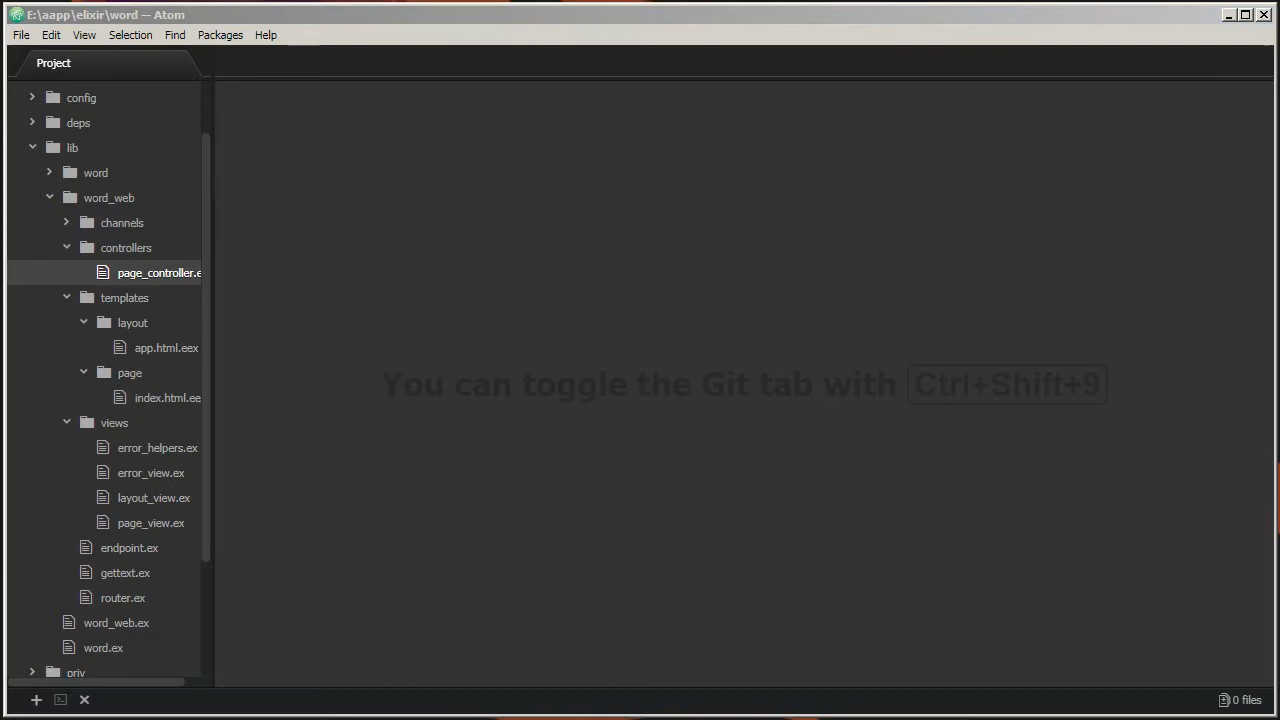 E:\aapp\elixir\word — Atom
File Edit View Selection Find Packages Help
Project
config
deps
lib
word
word_web
channels
controllers
page_controller.e
templates
layout
app.html.eex
page
index.html.ee
views
error_helpers.ex
error_view.ex
layout_view.ex
page_view.ex
endpoint.ex
gettext.ex
router.ex
word_web.ex
word.ex
priv
You can toggle the Git tab with Ctrl+Shift+9
0 files